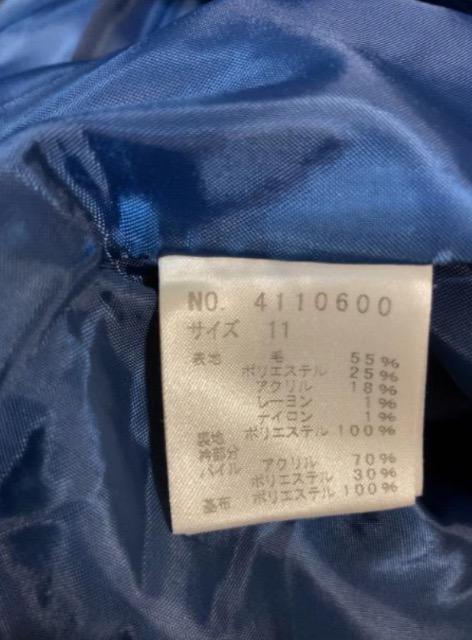 NO. 4110600
サイズ 11
表地 毛 55%
ポリエステル 25%
アクリル 18%
レーヨン 1%
ナイロン 1%
裏地 ポリエステル 100%
衿部分
パイル アクリル 70%
ポリエステル 30%
基布 ポリエステル 100%